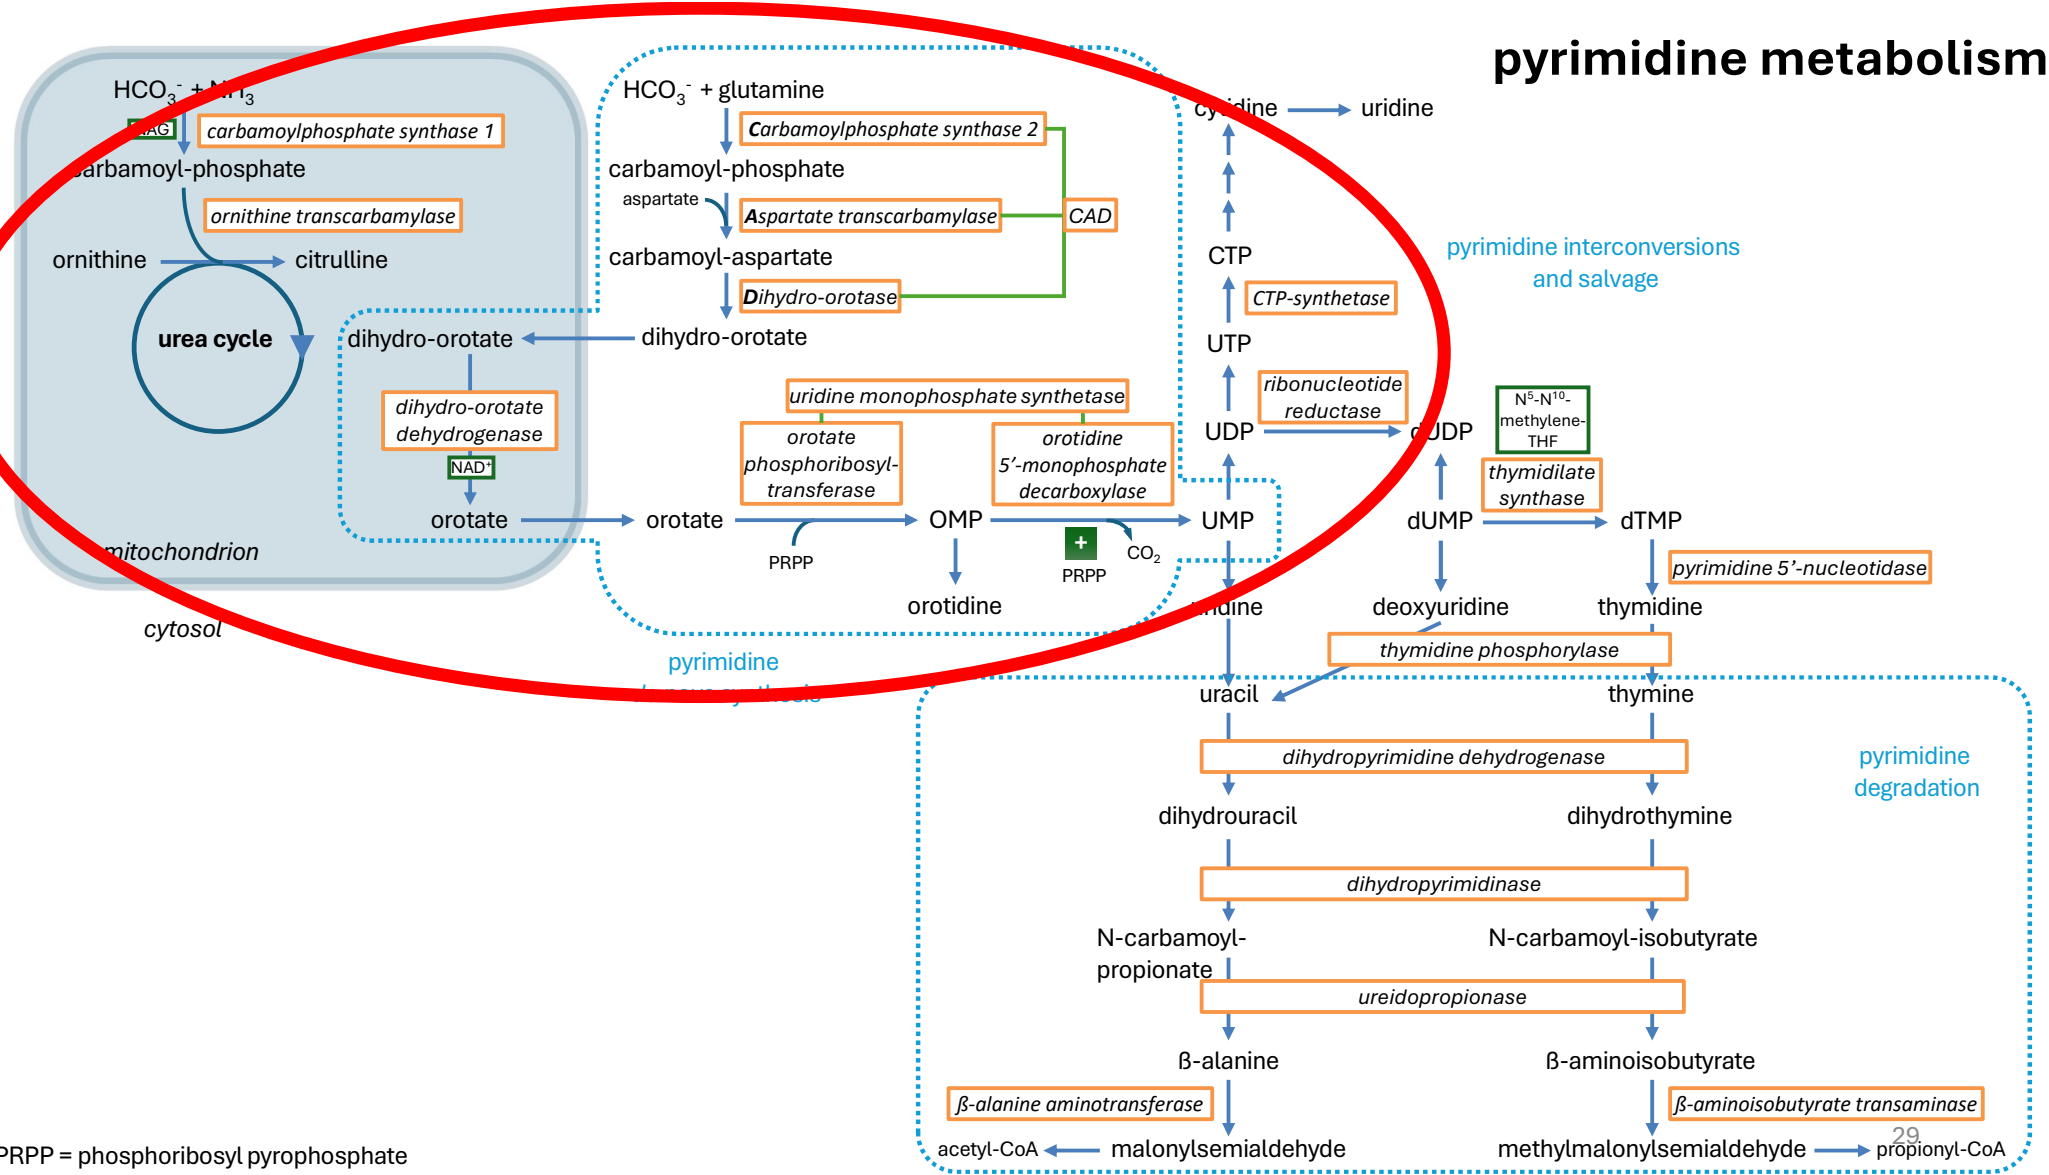 pyrimidine metabolism
HCO3- + NH3
NAG
carbamoylphosphate synthase 1
carbamoyl-phosphate
ornithine transcarbamylase
ornithine
citrulline
urea cycle
dihydro-orotate
dihydro-orotate
dehydrogenase
NAD+
orotate
mitochondrion
cytosol
HCO3- + glutamine
Carbamoylphosphate synthase 2
carbamoyl-phosphate
aspartate
Aspartate transcarbamylase
CAD
carbamoyl-aspartate
Dihydro-orotase
dihydro-orotate
uridine monophosphate synthetase
orotate
phosphoribosyl-
transferase
orotidine
5’-monophosphate
decarboxylase
orotate
PRPP
OMP
+
PRPP
CO2
UMP
orotidine
pyrimidine
cytidine
uridine
CTP
CTP-synthetase
UTP
ribonucleotide
reductase
UDP
dUDP
pyrimidine interconversions
and salvage
N5-N10-
methylene-
THF
thymidilate
synthase
dUMP
dTMP
pyrimidine 5’-nucleotidase
uridine
deoxyuridine
thymidine
thymidine phosphorylase
uracil
thymine
dihydropyrimidine dehydrogenase
pyrimidine
degradation
dihydrouracil
dihydrothymine
dihydropyrimidinase
N-carbamoyl-
propionate
N-carbamoyl-isobutyrate
ureidopropionase
ß-alanine
ß-aminoisobutyrate
ß-alanine aminotransferase
ß-aminoisobutyrate transaminase
acetyl-CoA
malonylsemialdehyde
methylmalonylsemialdehyde
propionyl-CoA
29
PRPP = phosphoribosyl pyrophosphate